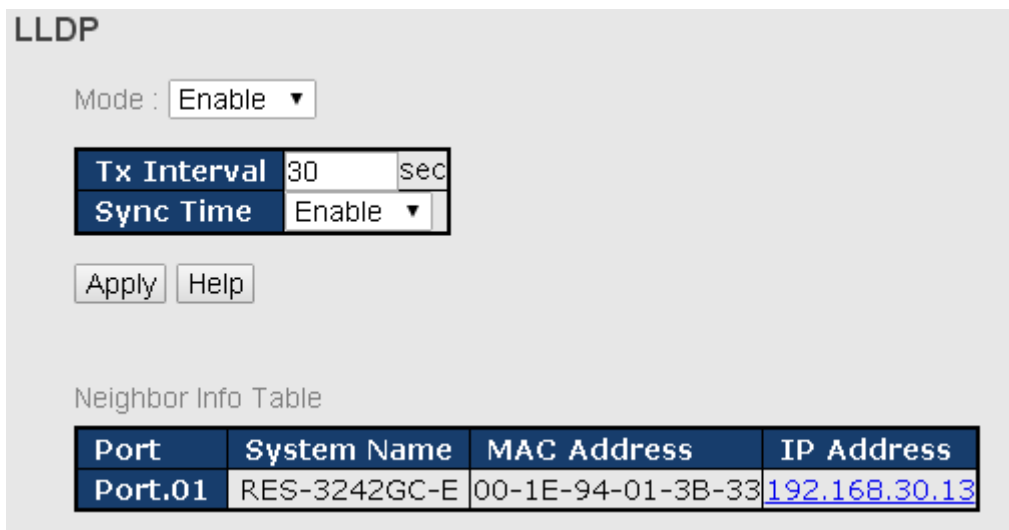 LLDP
Mode : Enable
Tx Interval 30 sec
Sync Time Enable
Apply Help
Neighbor Info Table
Port System Name MAC Address IP Address
Port.01 RES-3242GC-E 00-1E-94-01-3B-33 192.168.30.13